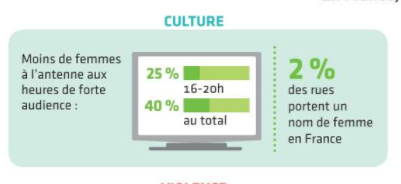 CULTURE
Moins de femmes
à l'antenne aux
heures de forte
audience :
25 %
16-20h
40 %
au total
2 %
des rues
portent un
nom de femme
en France